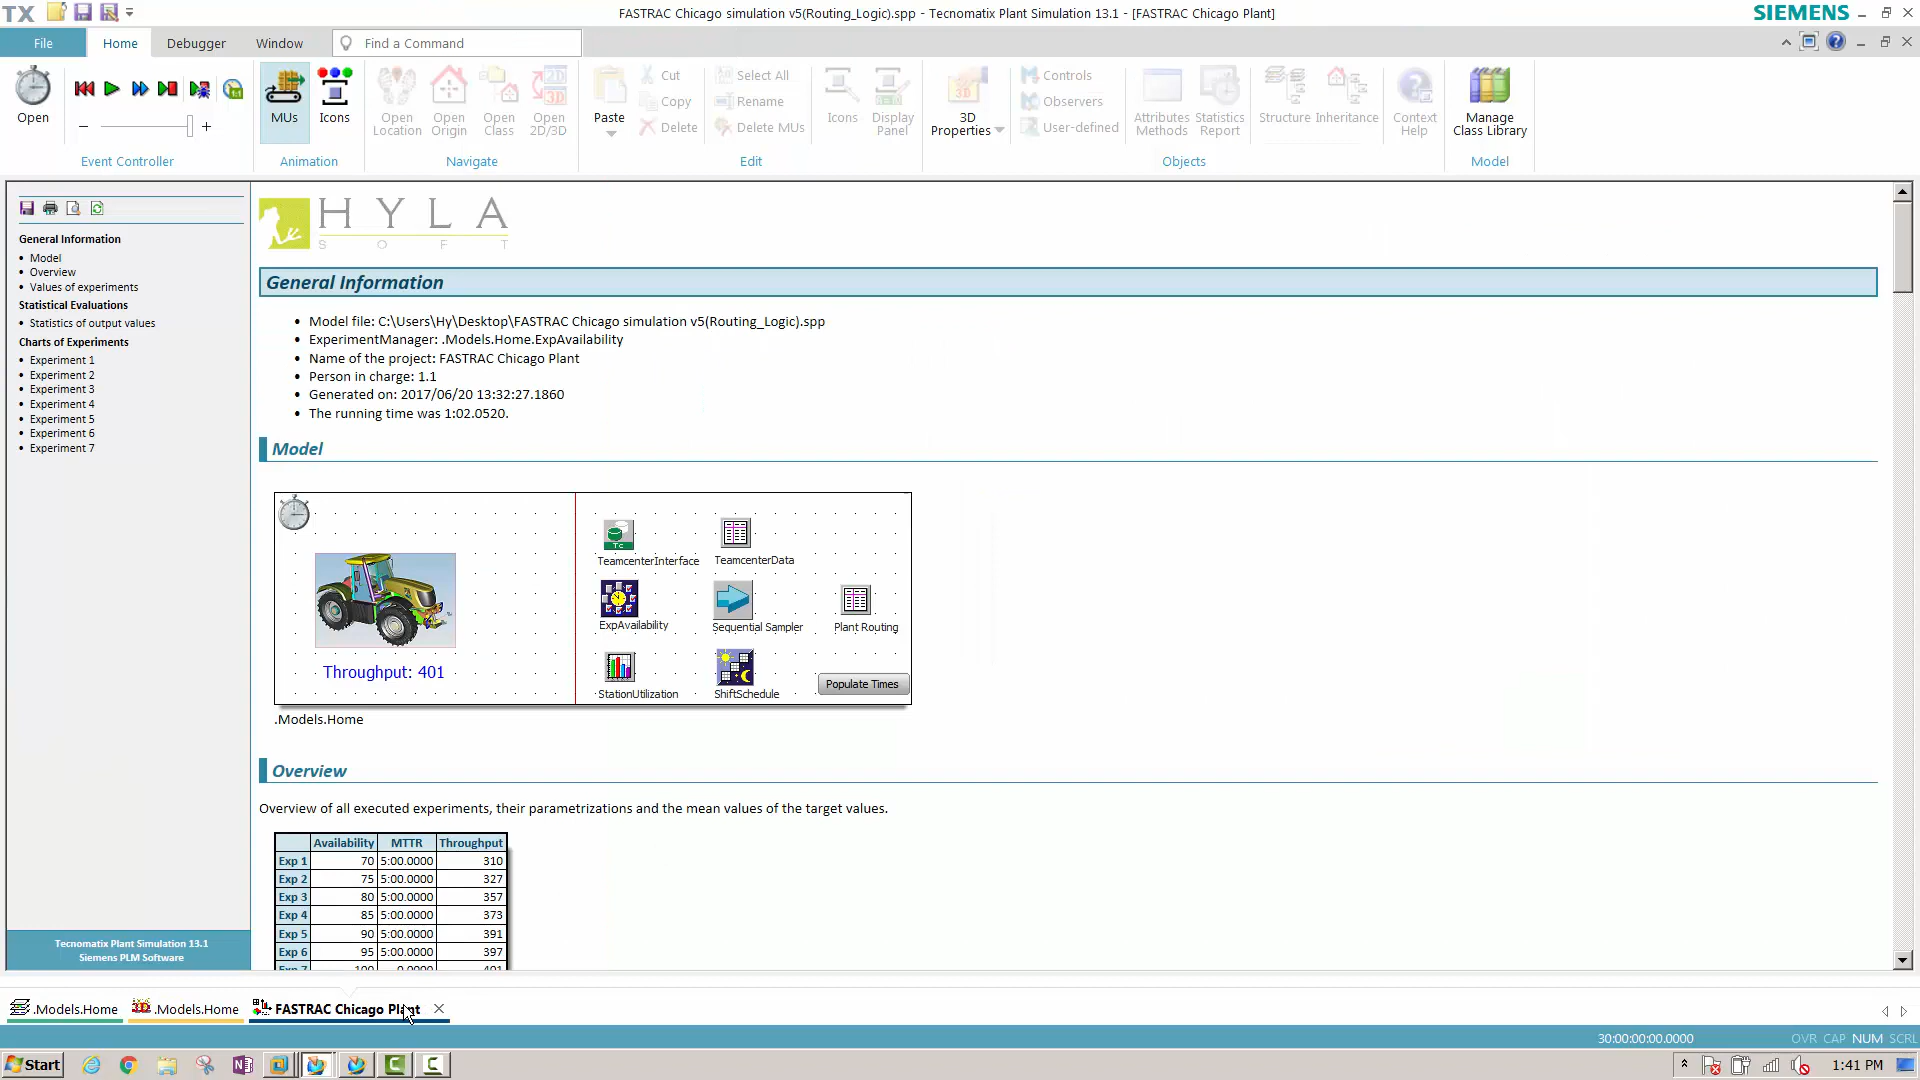 TX
FASTRAC Chicago simulation v5(Routing_Logic).spp - Tecnomatix Plant Simulation 13.1 - [FASTRAC Chicago Plant]
SIEMENS
File
Home
Debugger
Window
Find a Command
Open
MUs
Icons
Open Location
Open Origin
Open Class
Open 2D/3D
Paste
Cut
Copy
Delete
Select All
Rename
Delete MUs
Icons
Display Panel
3D Properties
Controls
Observers
User-defined
Attributes Methods
Statistics Report
Structure
Inheritance
Context Help
Manage Class Library
Event Controller
Animation
Navigate
Edit
Objects
Model
General Information
• Model
• Overview
• Values of experiments
Statistical Evaluations
• Statistics of output values
Charts of Experiments
• Experiment 1
• Experiment 2
• Experiment 3
• Experiment 4
• Experiment 5
• Experiment 6
• Experiment 7
Tecnomatix Plant Simulation 13.1
Siemens PLM Software
HYLA
SOFT
General Information
• Model file: C:\Users\Hy\Desktop\FASTRAC Chicago simulation v5(Routing_Logic).spp
• ExperimentManager: .Models.Home.ExpAvailability
• Name of the project: FASTRAC Chicago Plant
• Person in charge: 1.1
• Generated on: 2017/06/20 13:32:27.1860
• The running time was 1:02.0520.
Model
Tc
TeamcenterInterface
TeamcenterData
ExpAvailability
Sequential Sampler
Plant Routing
Throughput: 401
StationUtilization
ShiftSchedule
Populate Times
.Models.Home
Overview
Overview of all executed experiments, their parametrizations and the mean values of the target values.
Availability MTTR Throughput
Exp 1 70 5:00.0000 310
Exp 2 75 5:00.0000 327
Exp 3 80 5:00.0000 357
Exp 4 85 5:00.0000 373
Exp 5 90 5:00.0000 391
Exp 6 95 5:00.0000 397
Exp 7 100 0.0000 401
.Models.Home
.Models.Home
FASTRAC Chicago Plant
30:00:00:00.0000
OVR CAP NUM SCRL
Start
1:41 PM